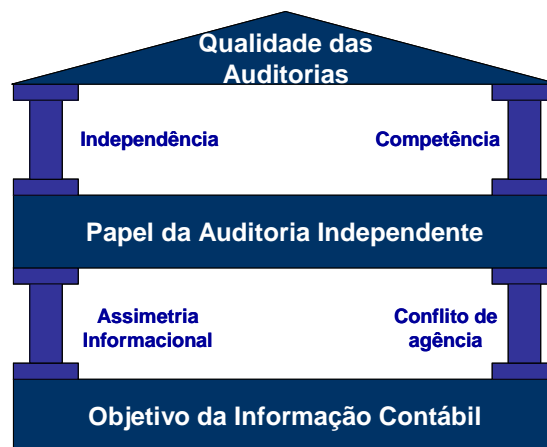 Qualidade das
Auditorias
Independência
Competência
Papel da Auditoria Independente
Assimetria
Informacional
Conflito de
agência
Objetivo da Informação Contábil